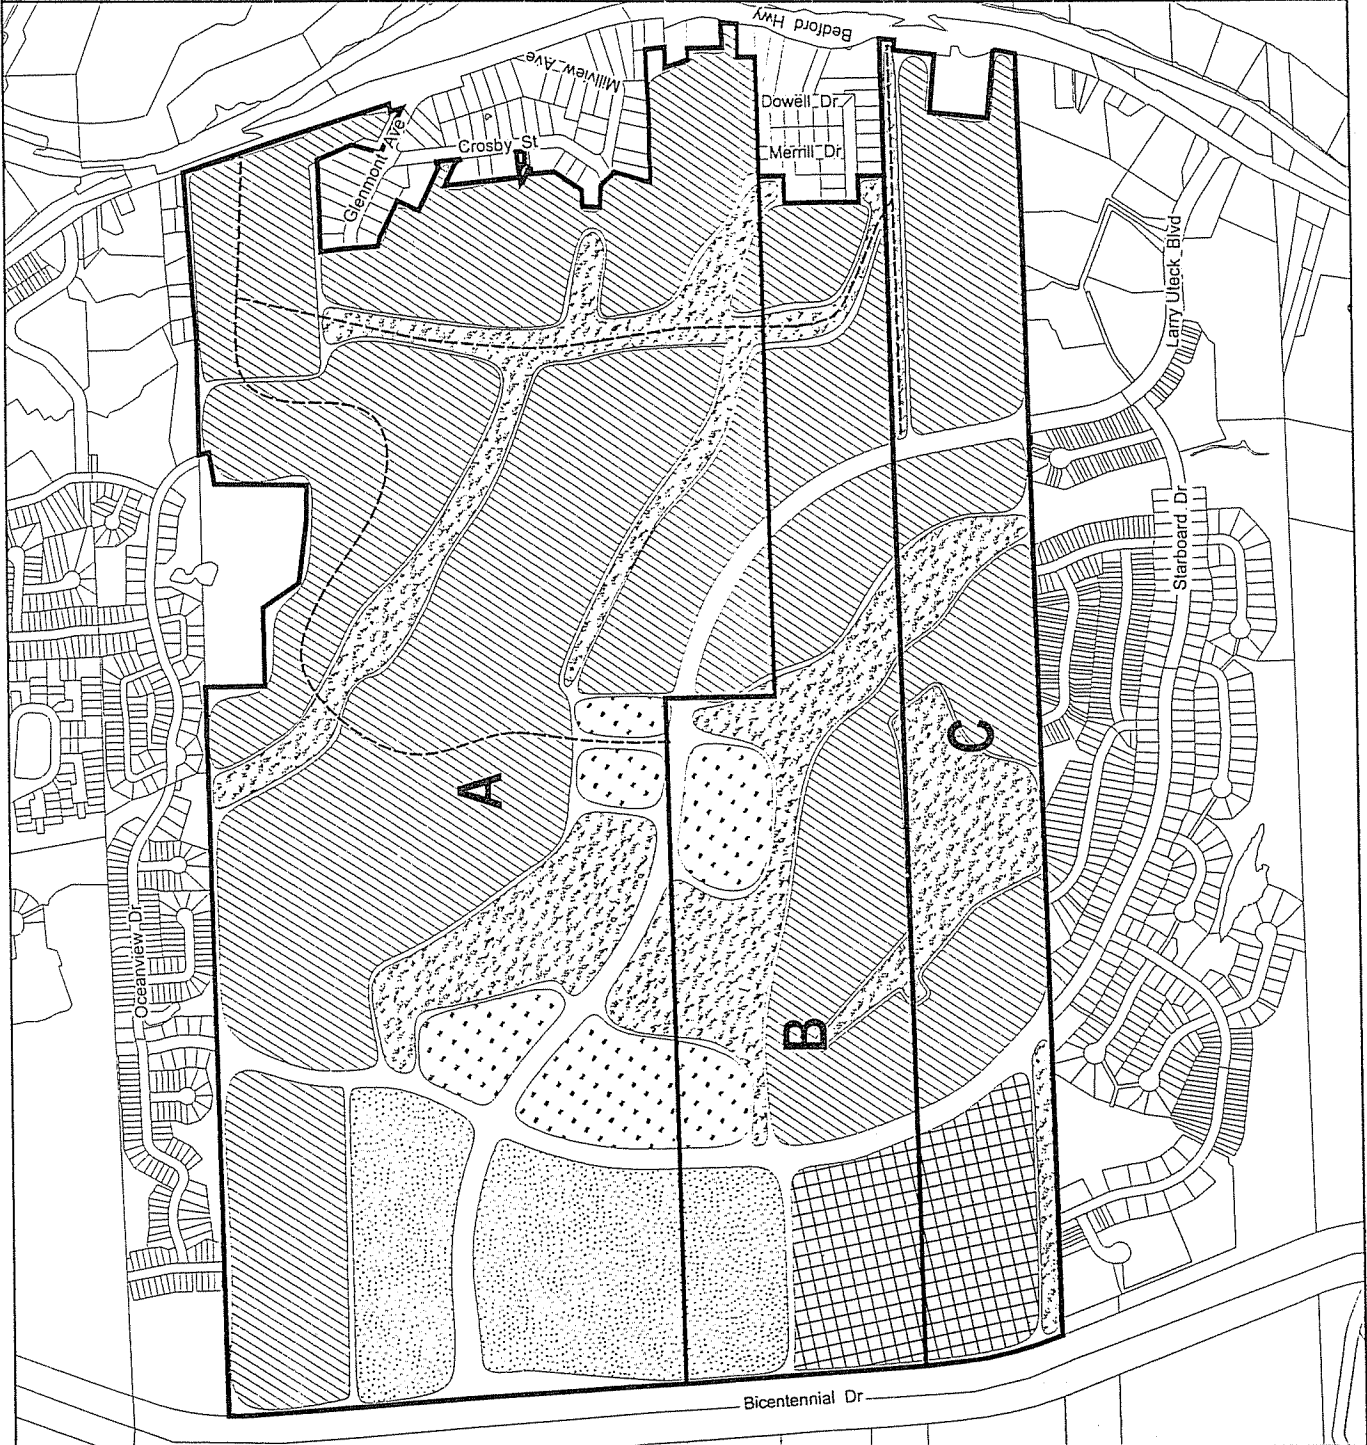 Bedford Hwy
Millview Ave
Dowell Dr
Crosby St
Merrill Dr
Glenmont Ave
Larry Uteck Blvd
Starboard Dr
A
C
Oceanview Dr
B
Bicentennial Dr